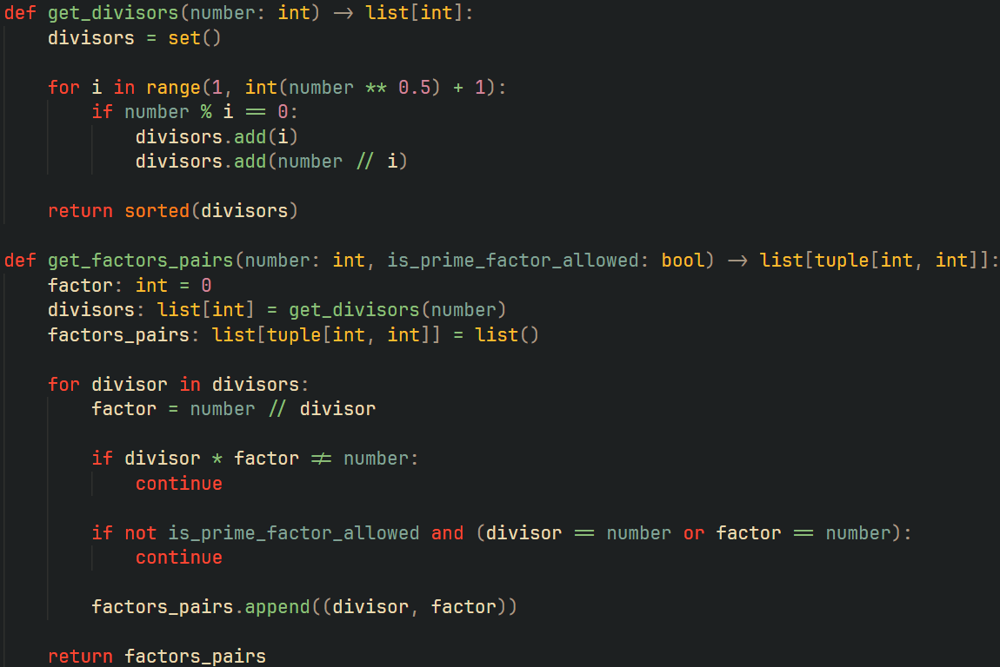 def get_divisors(number: int) -> list[int]:
    divisors = set()

    for i in range(1, int(number ** 0.5) + 1):
        if number % i == 0:
            divisors.add(i)
            divisors.add(number // i)

    return sorted(divisors)

def get_factors_pairs(number: int, is_prime_factor_allowed: bool) -> list[tuple[int, int]]:
    factor: int = 0
    divisors: list[int] = get_divisors(number)
    factors_pairs: list[tuple[int, int]] = list()

    for divisor in divisors:
        factor = number // divisor

        if divisor * factor != number:
            continue

        if not is_prime_factor_allowed and (divisor == number or factor == number):
            continue

        factors_pairs.append((divisor, factor))

    return factors_pairs